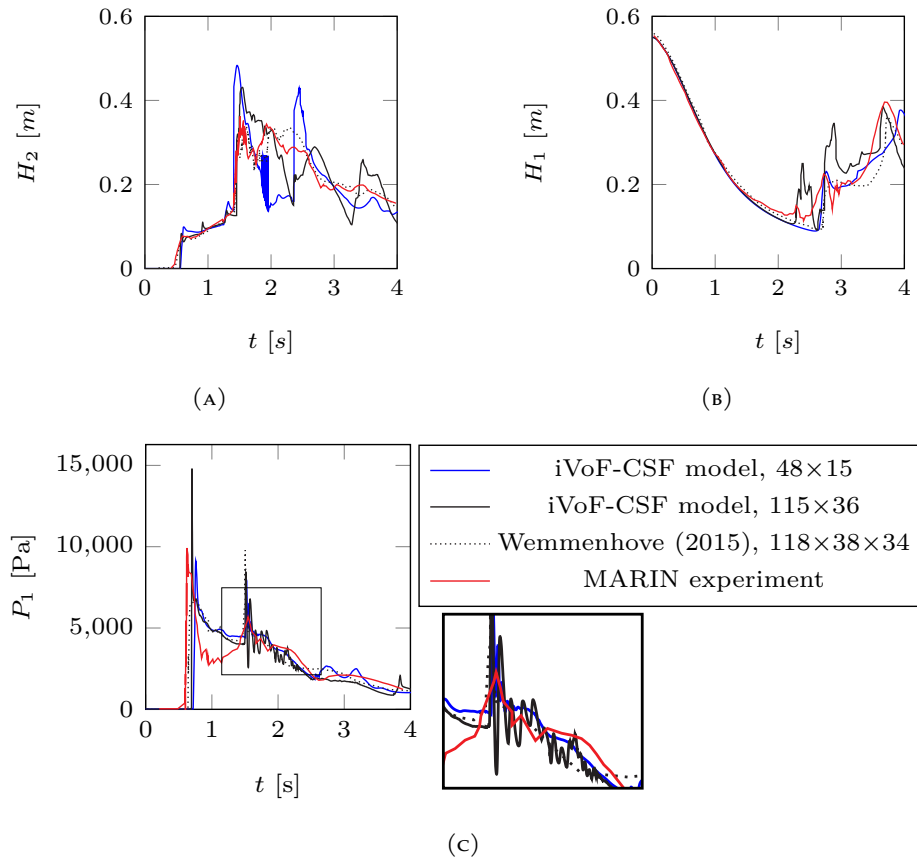 0.6
0.4
0.2
0
H₂ [m]
0 1 2 3 4
t [s]
(A)
0.6
0.4
0.2
0
H₁ [m]
0 1 2 3 4
t [s]
(B)
15,000
10,000
5,000
0
P₁ [Pa]
0 1 2 3 4
t [s]
iVoF-CSF model, 48×15
iVoF-CSF model, 115×36
Wemmenhove (2015), 118×38×34
MARIN experiment
(C)